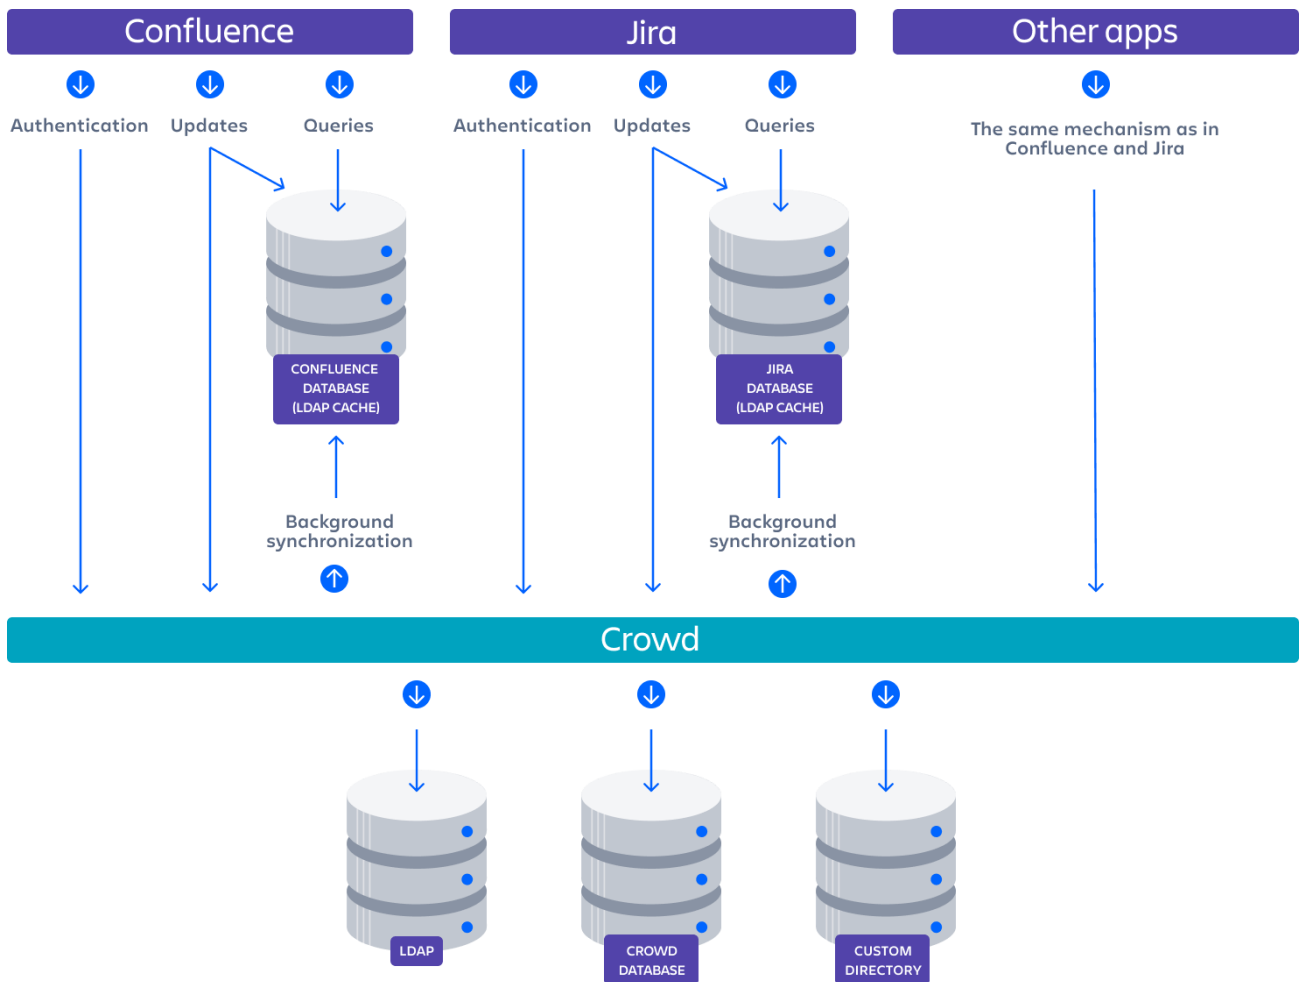 Confluence
Jira
Other apps
Authentication
Updates
Queries
Authentication
Updates
Queries
The same mechanism as in
Confluence and Jira
CONFLUENCE
DATABASE
(LDAP CACHE)
JIRA
DATABASE
(LDAP CACHE)
Background
synchronization
Background
synchronization
Crowd
LDAP
CROWD
DATABASE
CUSTOM
DIRECTORY